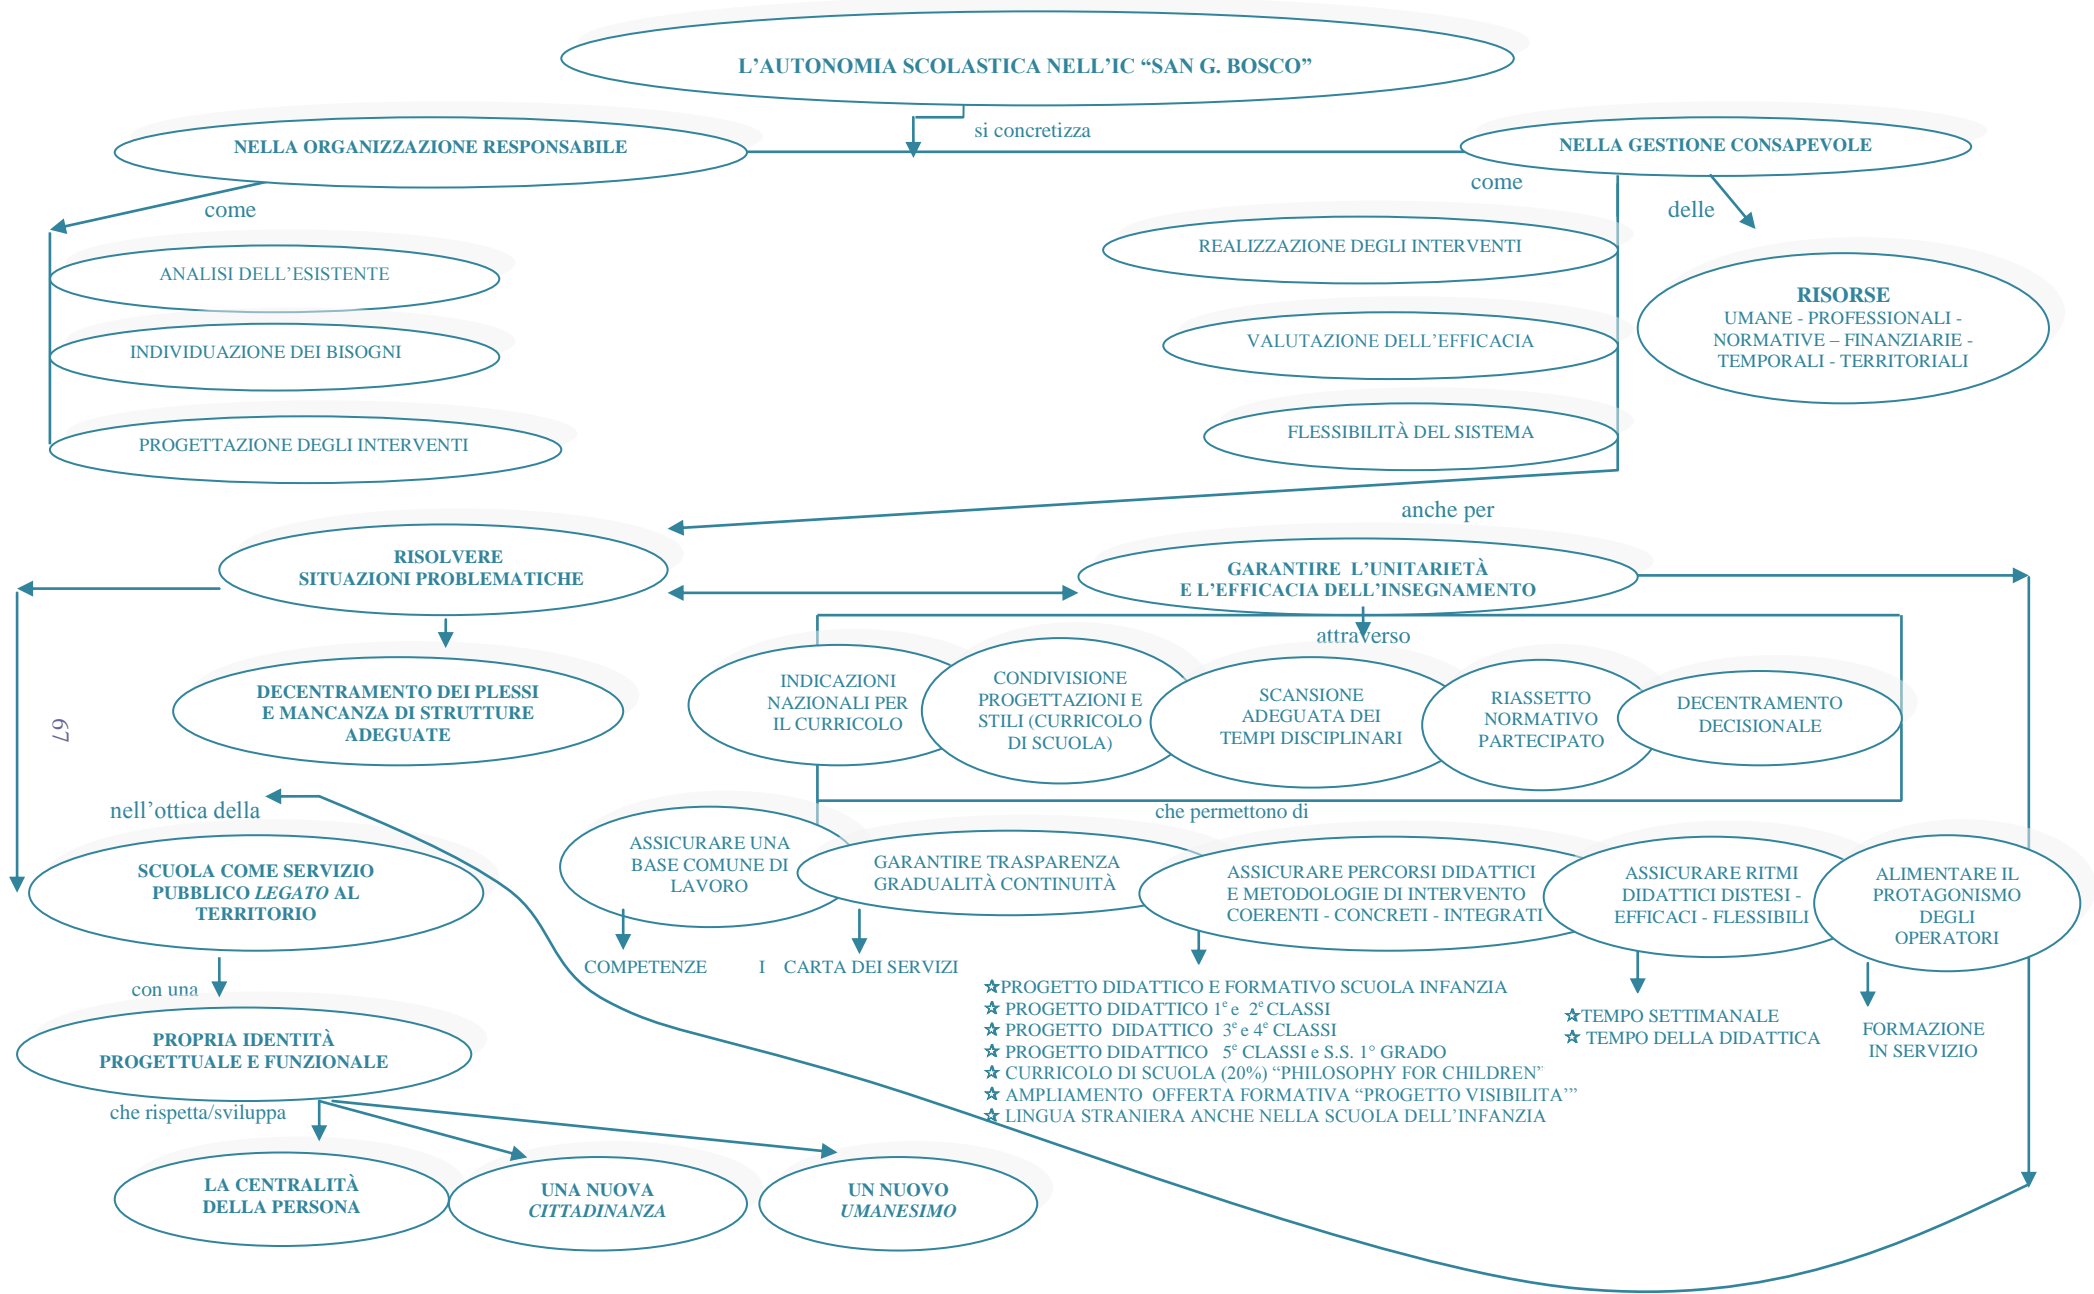 L'AUTONOMIA SCOLASTICA NELL'IC “SAN G. BOSCO”
si concretizza
NELLA ORGANIZZAZIONE RESPONSABILE
NELLA GESTIONE CONSAPEVOLE
come
come
delle
ANALISI DELL'ESISTENTE
INDIVIDUAZIONE DEI BISOGNI
PROGETTAZIONE DEGLI INTERVENTI
REALIZZAZIONE DEGLI INTERVENTI
VALUTAZIONE DELL'EFFICACIA
FLESSIBILITÀ DEL SISTEMA
RISORSE
UMANE - PROFESSIONALI -
NORMATIVE – FINANZIARIE -
TEMPORALI - TERRITORIALI
anche per
RISOLVERE
SITUAZIONI PROBLEMATICHE
GARANTIRE L'UNITARIETÀ
E L'EFFICACIA DELL'INSEGNAMENTO
attraverso
DECENTRAMENTO DEI PLESSI
E MANCANZA DI STRUTTURE
ADEGUATE
INDICAZIONI
NAZIONALI PER
IL CURRICOLO
CONDIVISIONE
PROGETTAZIONI E
STILI (CURRICOLO
DI SCUOLA)
SCANSIONE
ADEGUATA DEI
TEMPI DISCIPLINARI
RIASSETTO
NORMATIVO
PARTECIPATO
DECENTRAMENTO
DECISIONALE
67
nell'ottica della
che permettono di
SCUOLA COME SERVIZIO
PUBBLICO LEGATO AL
TERRITORIO
ASSICURARE UNA
BASE COMUNE DI
LAVORO
GARANTIRE TRASPARENZA
GRADUALITÀ CONTINUITÀ
ASSICURARE PERCORSI DIDATTICI
E METODOLOGIE DI INTERVENTO
COERENTI - CONCRETI - INTEGRATI
ASSICURARE RITMI
DIDATTICI DISTESI -
EFFICACI - FLESSIBILI
ALIMENTARE IL
PROTAGONISMO
DEGLI
OPERATORI
COMPETENZE I CARTA DEI SERVIZI
☆PROGETTO DIDATTICO E FORMATIVO SCUOLA INFANZIA
☆ PROGETTO DIDATTICO 1ᵉ e 2ᵉ CLASSI
☆ PROGETTO DIDATTICO 3ᵉ e 4ᵉ CLASSI
☆ PROGETTO DIDATTICO 5ᵉ CLASSI e S.S. 1° GRADO
☆ CURRICOLO DI SCUOLA (20%) “PHILOSOPHY FOR CHILDREN”
☆ AMPLIAMENTO OFFERTA FORMATIVA “PROGETTO VISIBILITA'”
☆ LINGUA STRANIERA ANCHE NELLA SCUOLA DELL'INFANZIA
☆TEMPO SETTIMANALE
☆ TEMPO DELLA DIDATTICA
FORMAZIONE
IN SERVIZIO
con una
PROPRIA IDENTITÀ
PROGETTUALE E FUNZIONALE
che rispetta/sviluppa
LA CENTRALITÀ
DELLA PERSONA
UNA NUOVA
CITTADINANZA
UN NUOVO
UMANESIMO